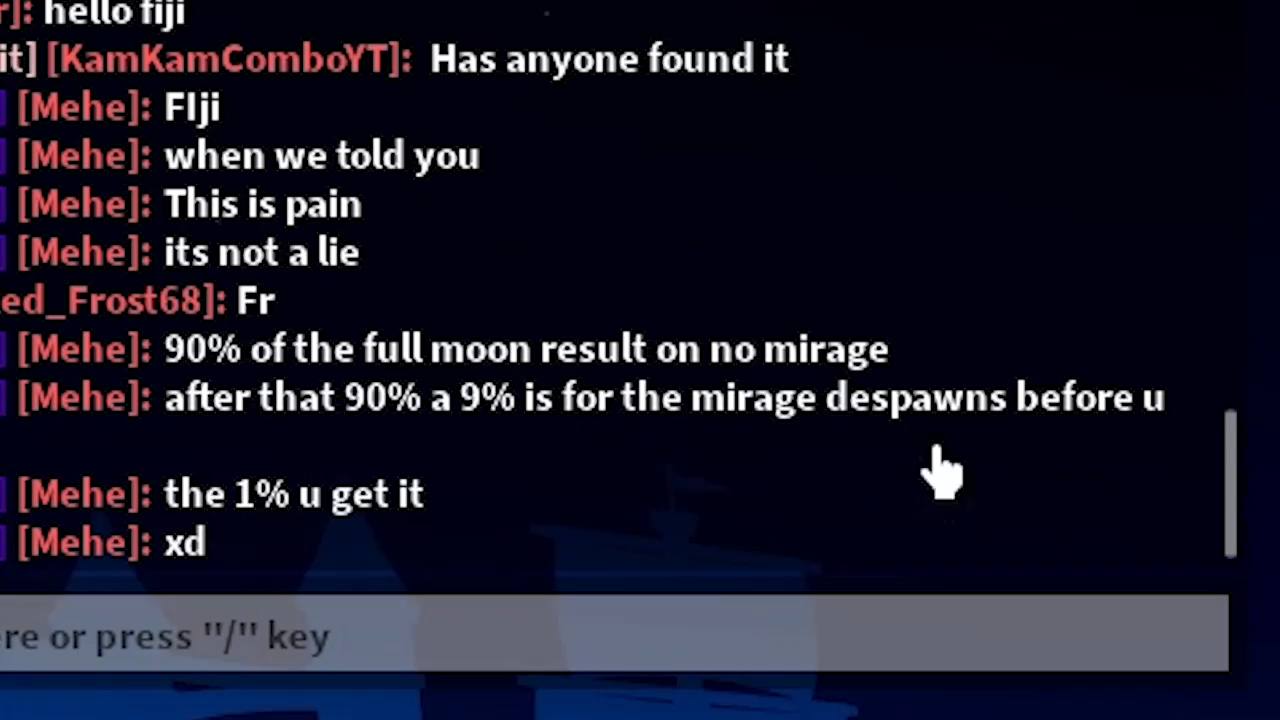 r]: hello fiji
it] [KamKamComboYT]: Has anyone found it
[Mehe]: FIji
[Mehe]: when we told you
[Mehe]: This is pain
[Mehe]: its not a lie
ed_Frost68]: Fr
[Mehe]: 90% of the full moon result on no mirage
[Mehe]: after that 90% a 9% is for the mirage despawns before u
[Mehe]: the 1% u get it
[Mehe]: xd
ere or press "/" key